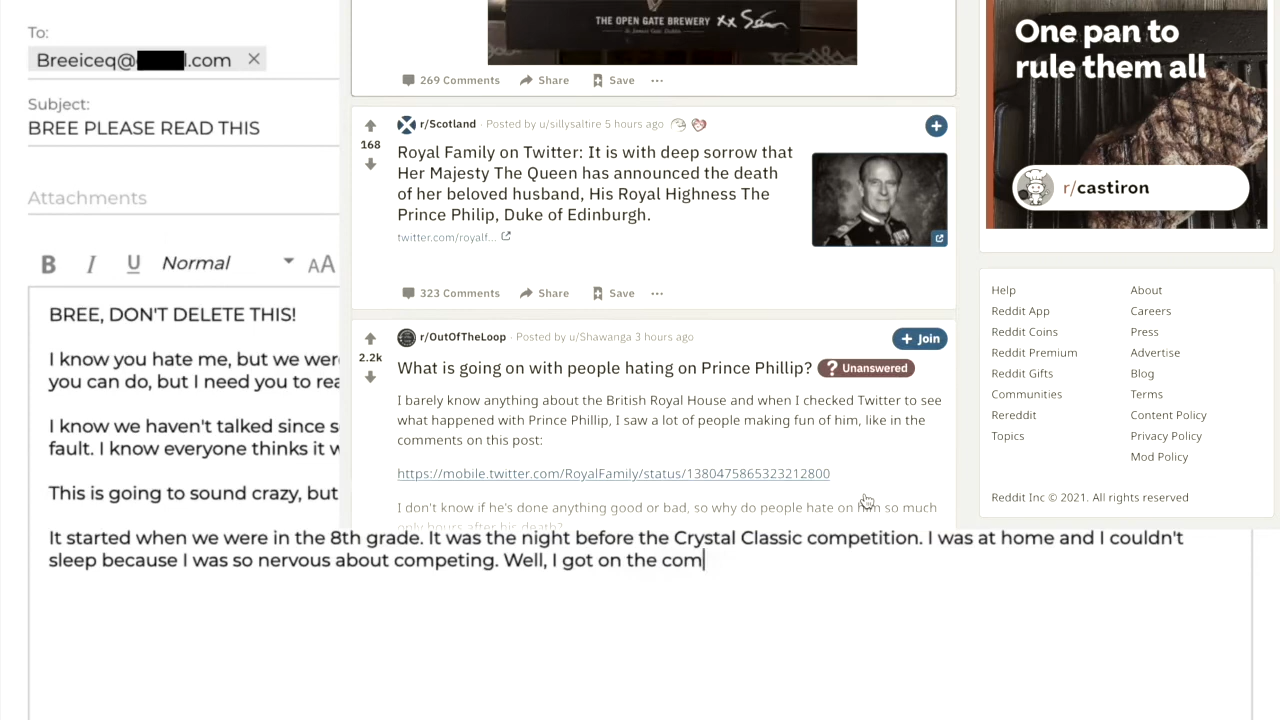 To:
Breeiceq@
l.com
Subject:
BREE PLEASE READ THIS
Attachments
B I U Normal AA
BREE, DON'T DELETE THIS!
I know you hate me, but we were
you can do, but I need you to rea
I know we haven't talked since s
fault. I know everyone thinks it w
This is going to sound crazy, but
It started when we were in the 8th grade. It was the night before the Crystal Classic competition. I was at home and I couldn't
sleep because I was so nervous about competing. Well, I got on the com
THE OPEN GATE BREWERY
St James's Gate, Dublin
xx Seán
269 Comments Share Save ...
168
r/Scotland · Posted by u/sillysaltire 5 hours ago
Royal Family on Twitter: It is with deep sorrow that
Her Majesty The Queen has announced the death
of her beloved husband, His Royal Highness The
Prince Philip, Duke of Edinburgh.
twitter.com/royalf...
323 Comments Share Save ...
2.2k
r/OutOfTheLoop · Posted by u/Shawanga 3 hours ago
+ Join
What is going on with people hating on Prince Phillip? ? Unanswered
I barely know anything about the British Royal House and when I checked Twitter to see
what happened with Prince Phillip, I saw a lot of people making fun of him, like in the
comments on this post:
https://mobile.twitter.com/RoyalFamily/status/1380475865323212800
I don't know if he's done anything good or bad, so why do people hate on him so much
only hours after his death?
One pan to
rule them all
r/castiron
Help About
Reddit App Careers
Reddit Coins Press
Reddit Premium Advertise
Reddit Gifts Blog
Communities Terms
Rereddit Content Policy
Topics Privacy Policy
Mod Policy
Reddit Inc © 2021. All rights reserved